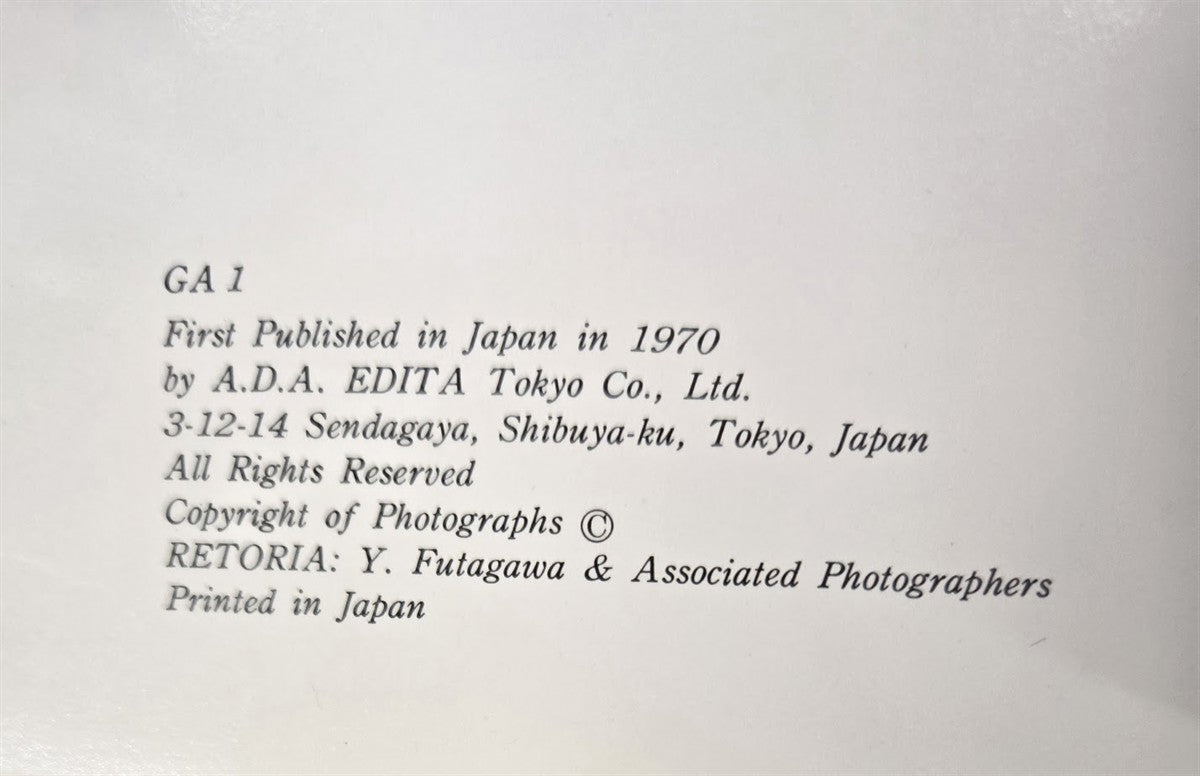 GA 1
First Published in Japan in 1970
by A.D.A. EDITA Tokyo Co., Ltd.
3-12-14 Sendagaya, Shibuya-ku, Tokyo, Japan
All Rights Reserved
Copyright of Photographs ©
RETORIA: Y. Futagawa & Associated Photographers
Printed in Japan